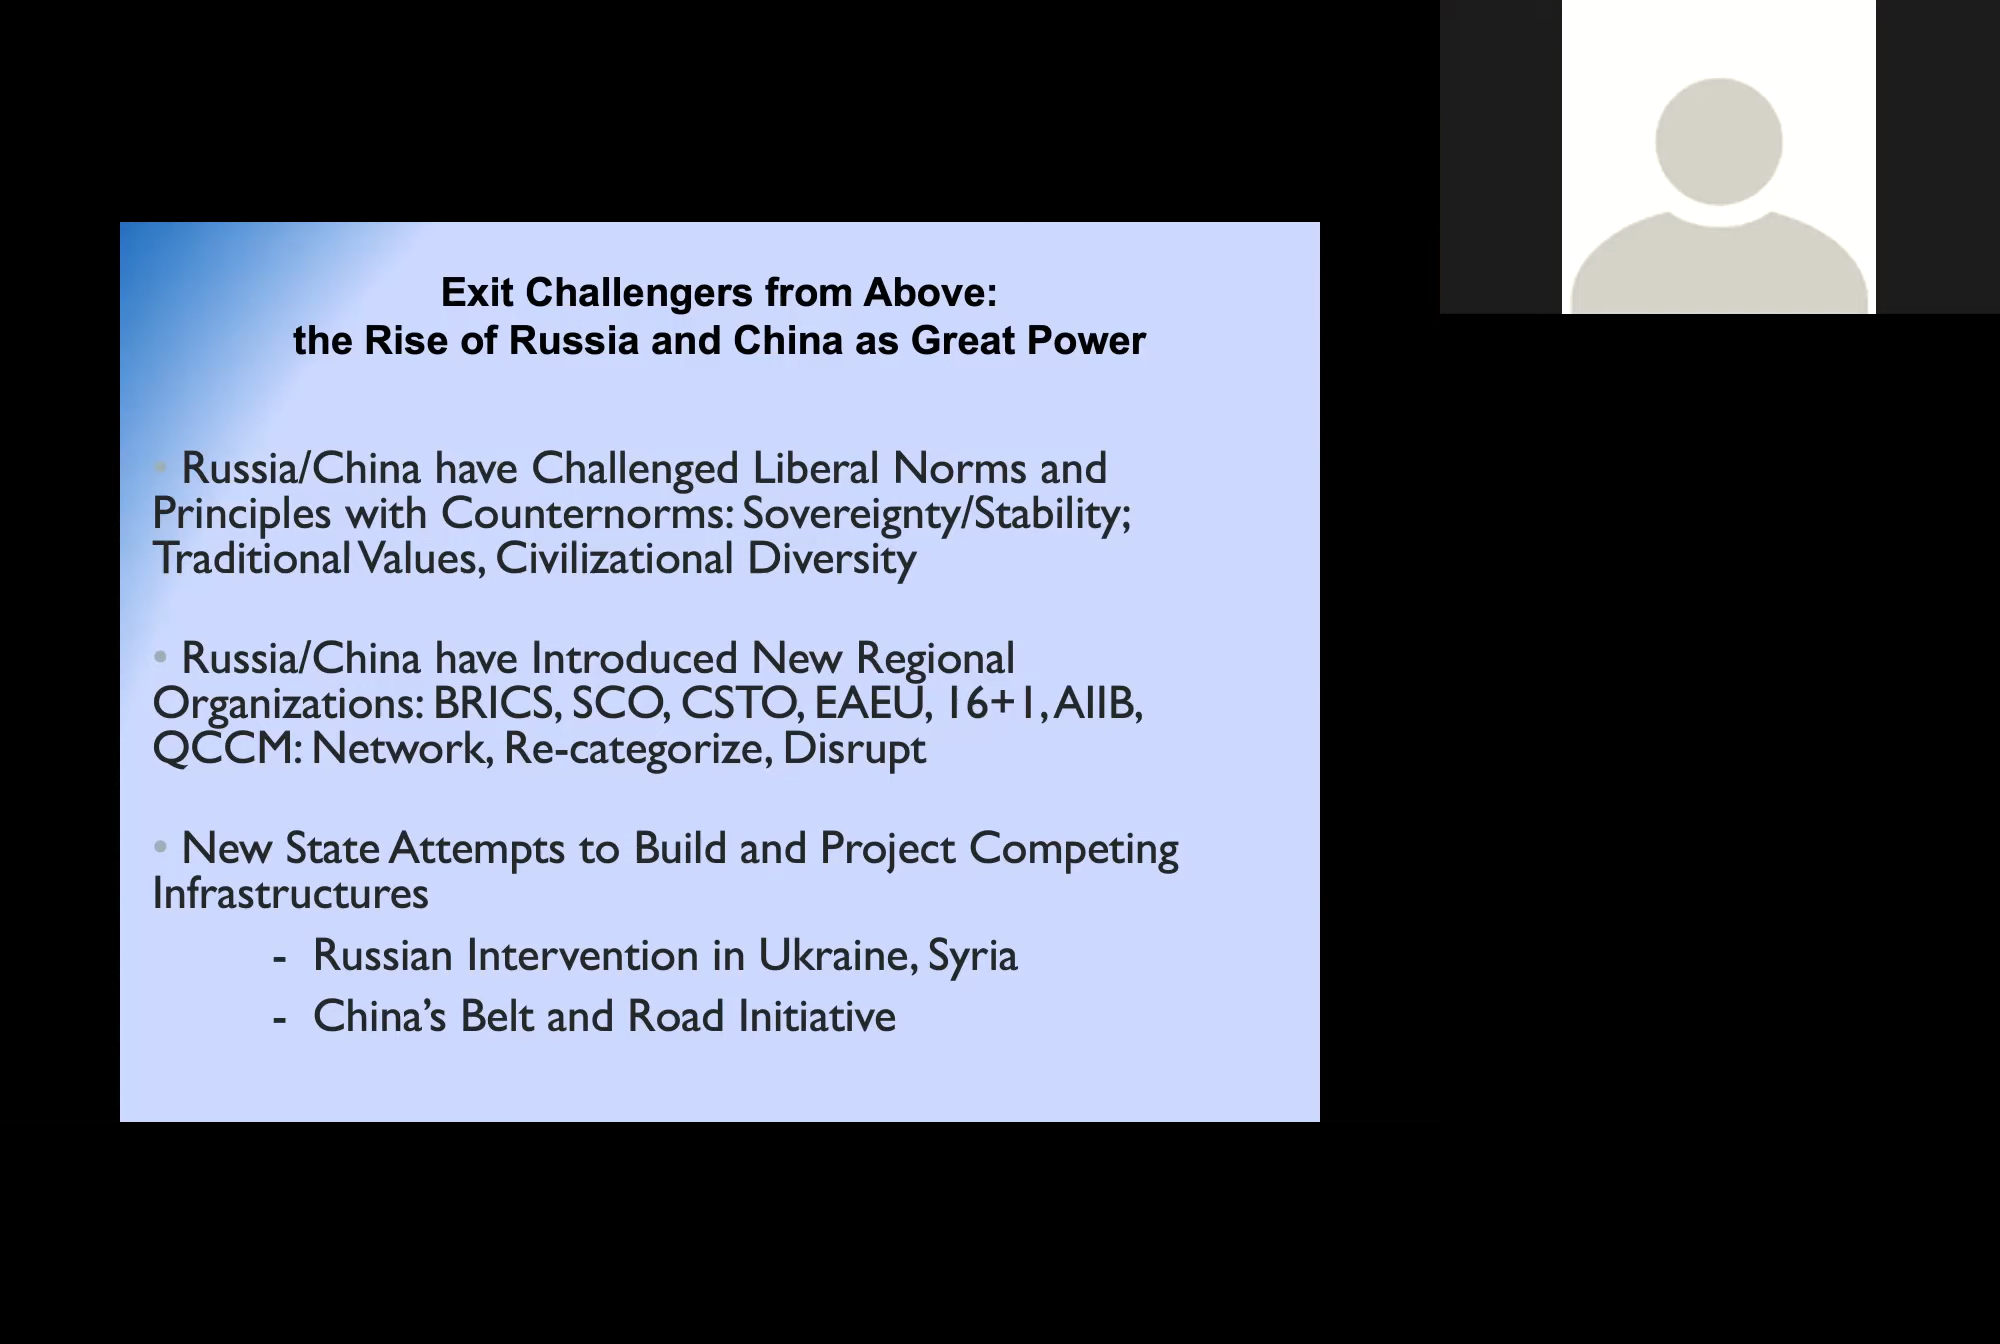 Exit Challengers from Above:
the Rise of Russia and China as Great Power
• Russia/China have Challenged Liberal Norms and
Principles with Counternorms: Sovereignty/Stability;
Traditional Values, Civilizational Diversity
• Russia/China have Introduced New Regional
Organizations: BRICS, SCO, CSTO, EAEU, 16+1, AIIB,
QCCM: Network, Re-categorize, Disrupt
• New State Attempts to Build and Project Competing
Infrastructures
- Russian Intervention in Ukraine, Syria
- China’s Belt and Road Initiative